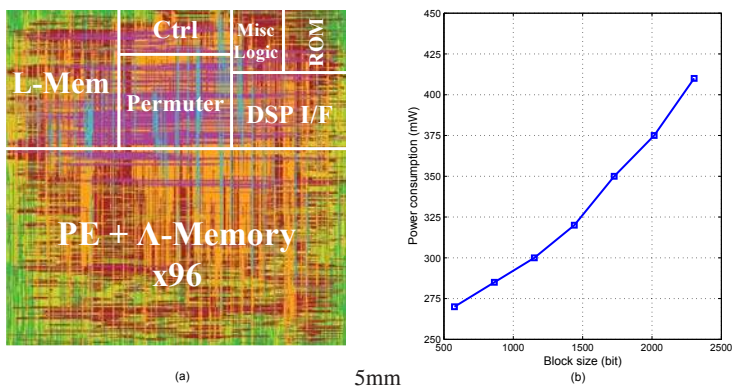 Ctrl
Misc
Logic
ROM
L-Mem
Permuter
DSP I/F
PE + Λ-Memory
x96
(a)
5mm
450
425
400
375
350
325
300
275
250
Power consumption (mW)
500
1000
1500
2000
2500
Block size (bit)
(b)